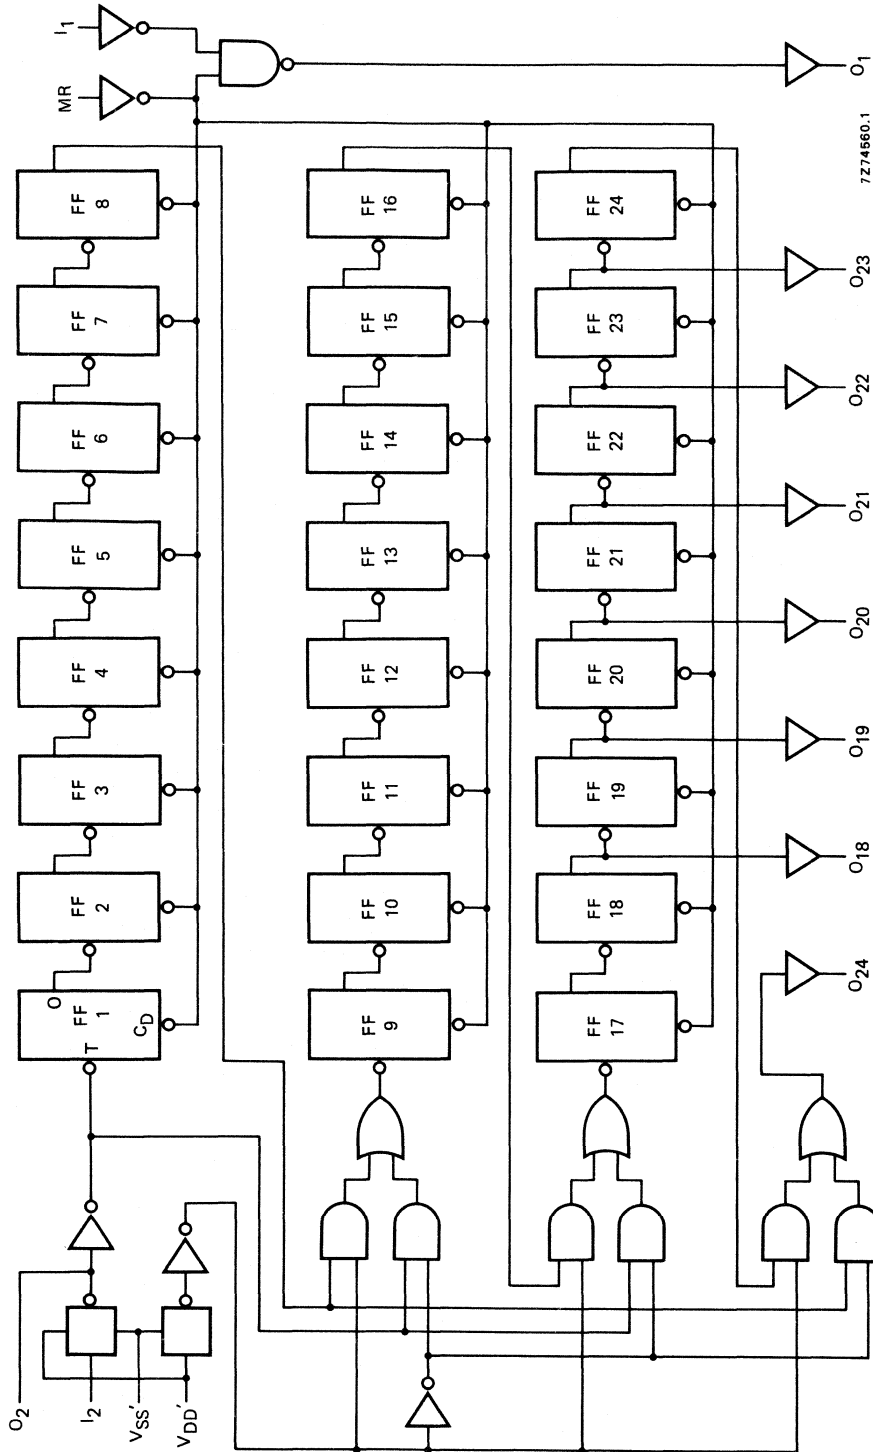 O2
I2
VSS'
VDD'
T
O
CD
FF
1
FF
2
FF
3
FF
4
FF
5
FF
6
FF
7
FF
8
MR
I1
FF
9
FF
10
FF
11
FF
12
FF
13
FF
14
FF
15
FF
16
FF
17
FF
18
FF
19
FF
20
FF
21
FF
22
FF
23
FF
24
O24
O18
O19
O20
O21
O22
O23
O1
7Z74560.1